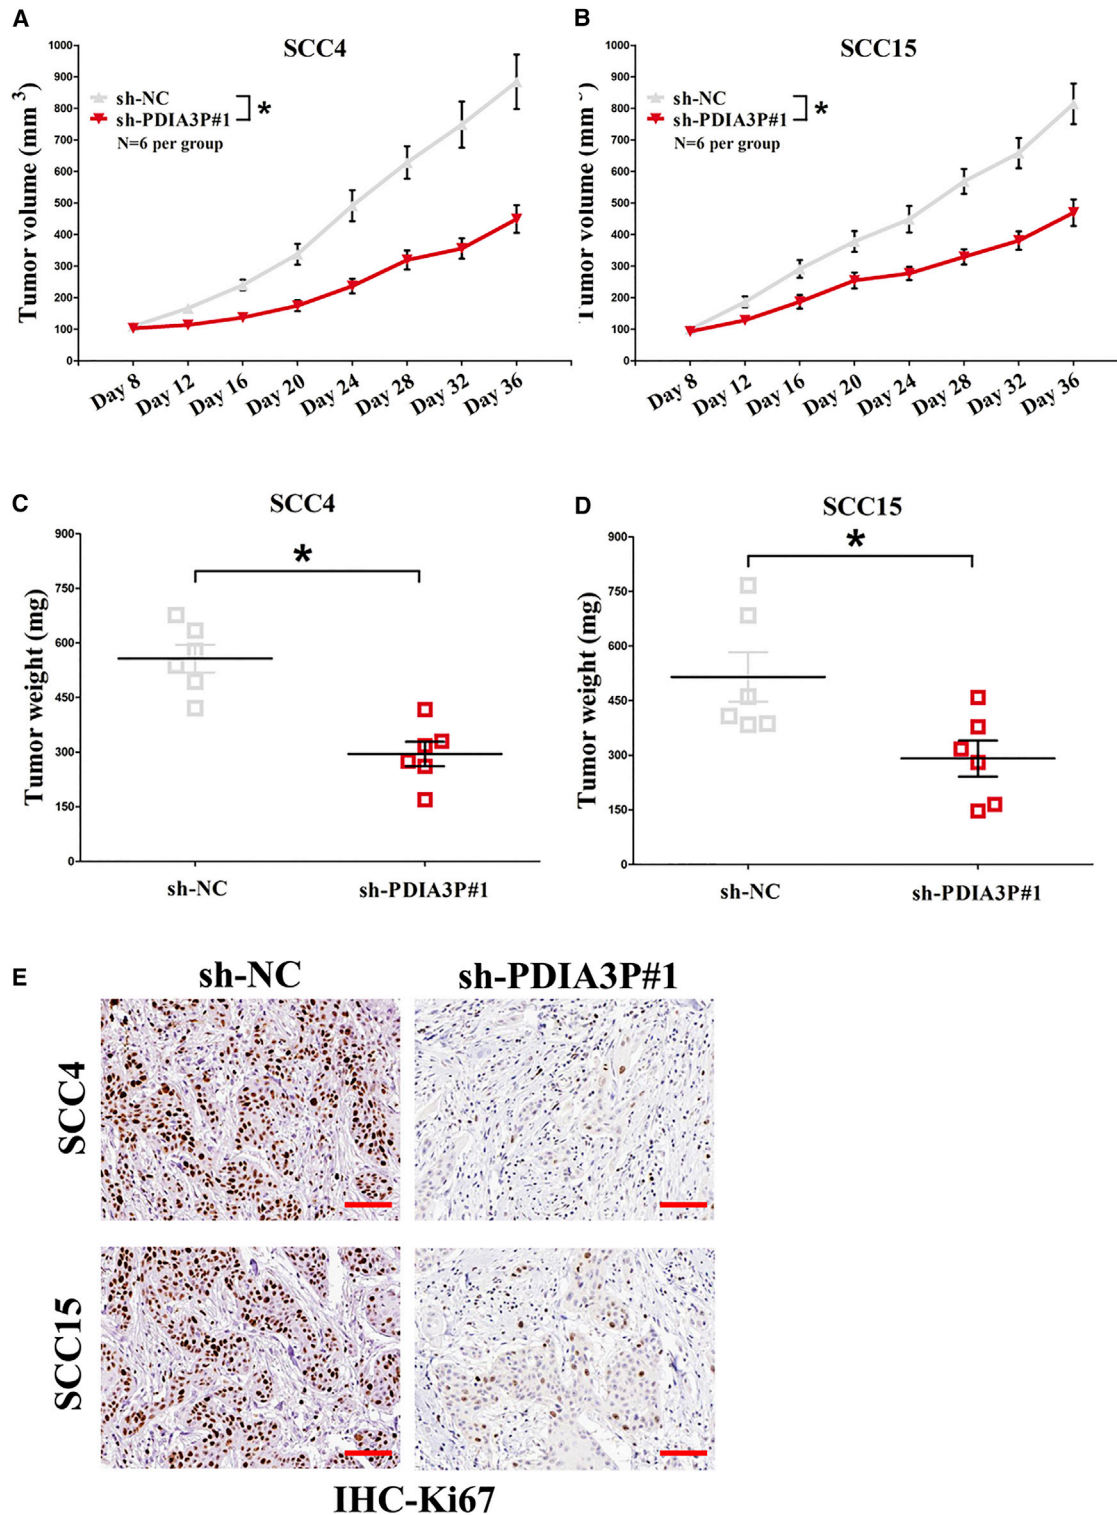 A
SCC4
Tumor volume (mm 3)
1000
900
800
700
600
500
400
300
200
100
0
sh-NC
sh-PDIA3P#1
*
N=6 per group
Day 8
Day 12
Day 16
Day 20
Day 24
Day 28
Day 32
Day 36
B
SCC15
Tumor volume (mm
1000
900
800
700
600
500
400
300
200
100
0
sh-NC
sh-PDIA3P#1
*
N=6 per group
Day 8
Day 12
Day 16
Day 20
Day 24
Day 28
Day 32
Day 36
C
SCC4
Tumor weight (mg)
900
750
600
450
300
150
0
*
sh-NC
sh-PDIA3P#1
D
SCC15
Tumor weight (mg)
900
750
600
450
300
150
0
*
sh-NC
sh-PDIA3P#1
E
sh-NC
sh-PDIA3P#1
SCC4
SCC15
IHC-Ki67